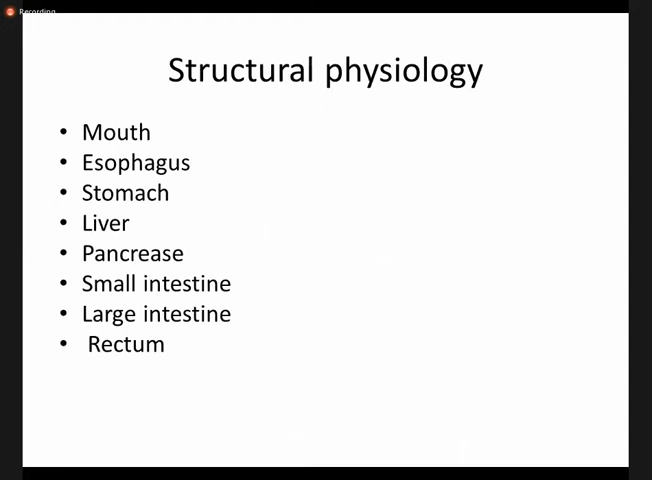 Recording
Structural physiology
• Mouth
• Esophagus
• Stomach
• Liver
• Pancrease
• Small intestine
• Large intestine
• Rectum